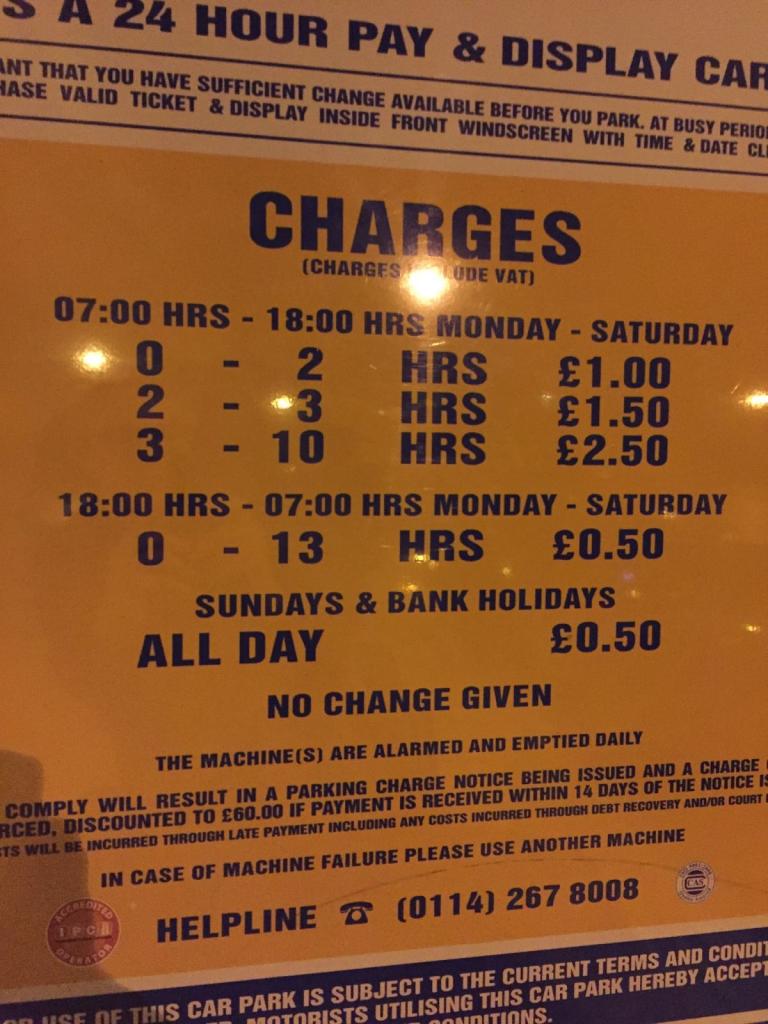 S A 24 HOUR PAY & DISPLAY CAR
ANT THAT YOU HAVE SUFFICIENT CHANGE AVAILABLE BEFORE YOU PARK. AT BUSY PERIO
HASE VALID TICKET & DISPLAY INSIDE FRONT WINDSCREEN WITH TIME & DATE CL
CHARGES
(CHARGES UDE VAT)
07:00 HRS - 18:00 HRS MONDAY - SATURDAY
0 - 2 HRS £1.00
2 - 3 HRS £1.50
3 - 10 HRS £2.50
18:00 HRS - 07:00 HRS MONDAY - SATURDAY
0 - 13 HRS £0.50
SUNDAYS & BANK HOLIDAYS
ALL DAY £0.50
NO CHANGE GIVEN
THE MACHINE(S) ARE ALARMED AND EMPTIED DAILY
COMPLY WILL RESULT IN A PARKING CHARGE NOTICE BEING ISSUED AND A CHARGE
RCED, DISCOUNTED TO £60.00 IF PAYMENT IS RECEIVED WITHIN 14 DAYS OF THE NOTICE IS
TS WILL BE INCURRED THROUGH LATE PAYMENT INCLUDING ANY COSTS INCURRED THROUGH DEBT RECOVERY AND/OR COURT
IN CASE OF MACHINE FAILURE PLEASE USE ANOTHER MACHINE
HELPLINE ☎ (0114) 267 8008
ACCREDITED
OPERATOR
CAS
OR USE OF THIS CAR PARK IS SUBJECT TO THE CURRENT TERMS AND CONDIT
MOTORISTS UTILISING THIS CAR PARK HEREBY ACCEPT
CONDITIONS.